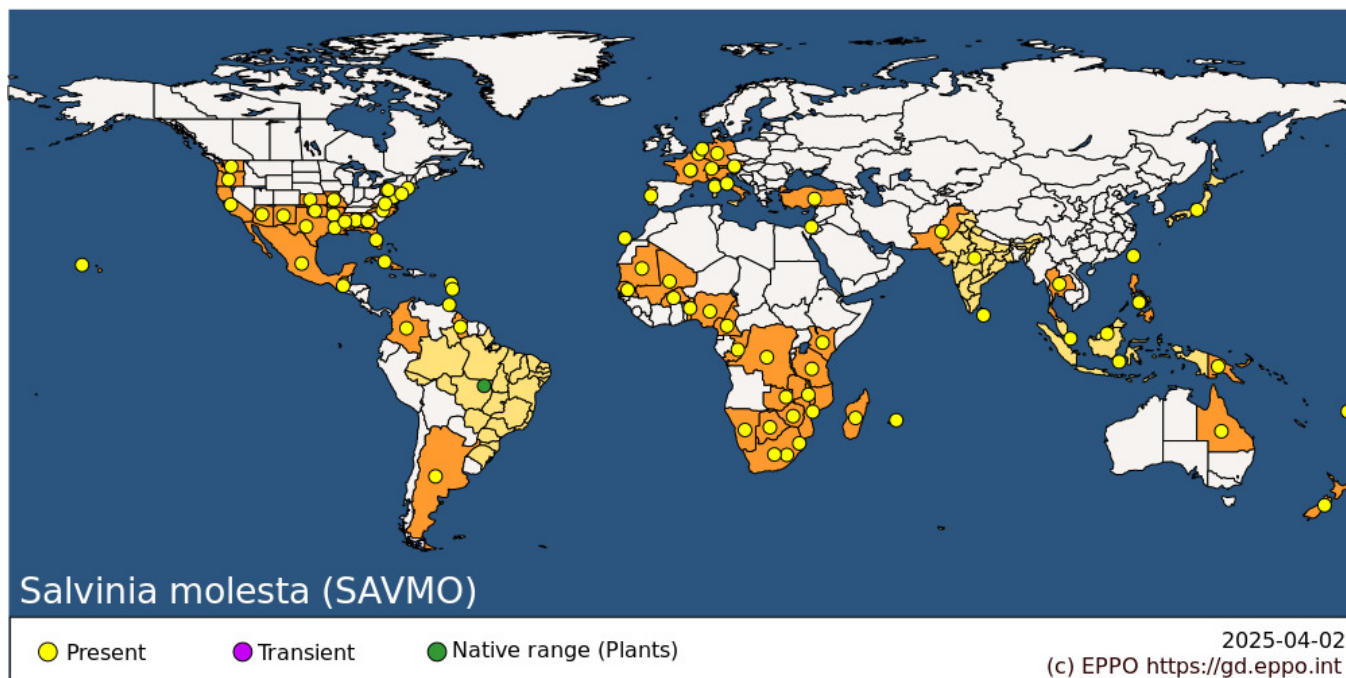 Salvinia molesta (SAVMO)
Present
Transient
Native range (Plants)
2025-04-02
(c) EPPO https://gd.eppo.int